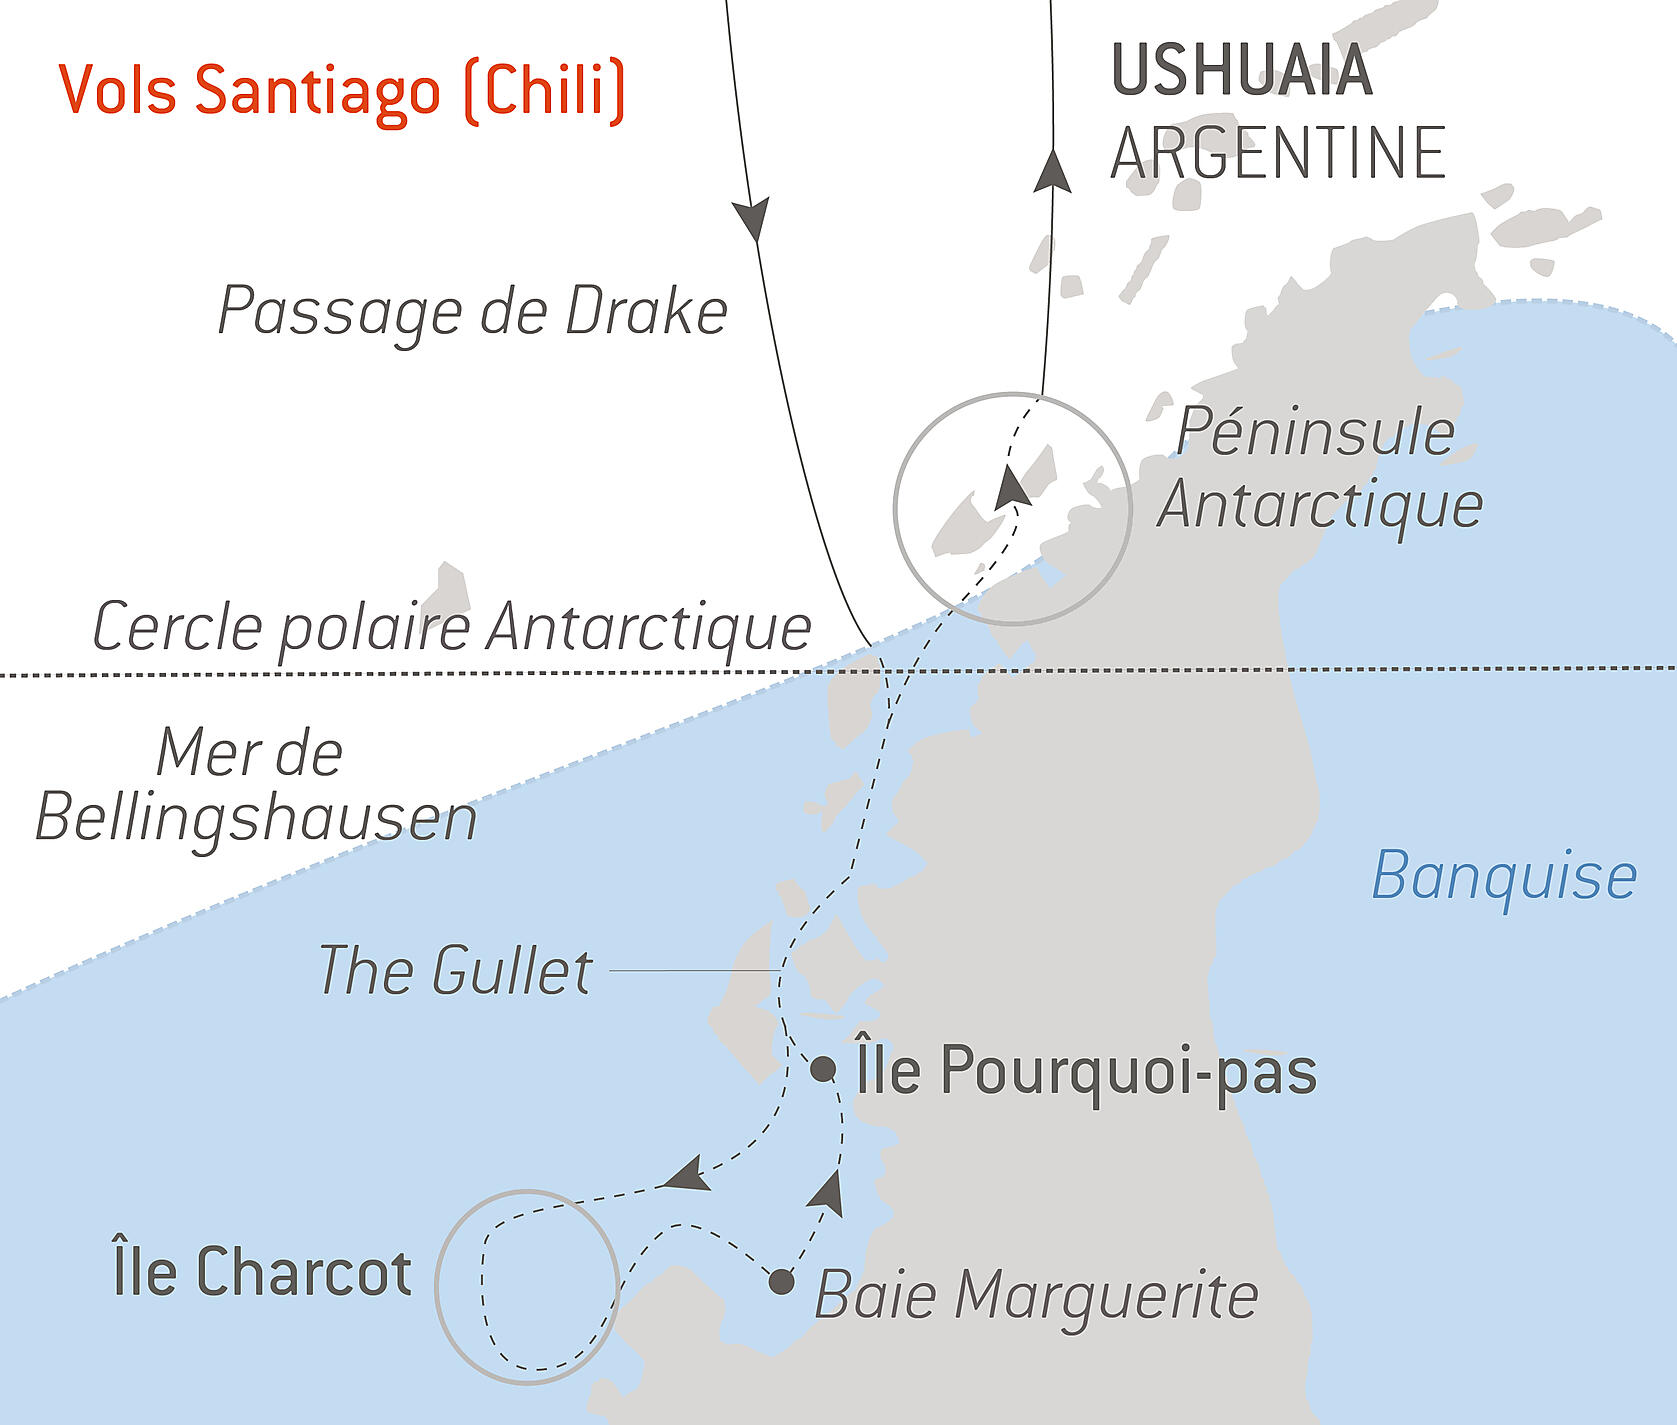 Vols Santiago (Chili)
USHUAIA
ARGENTINE
Passage de Drake
Péninsule
Antarctique
Cercle polaire Antarctique
Mer de
Bellingshausen
Banquise
The Gullet
Île Pourquoi-pas
Île Charcot
Baie Marguerite